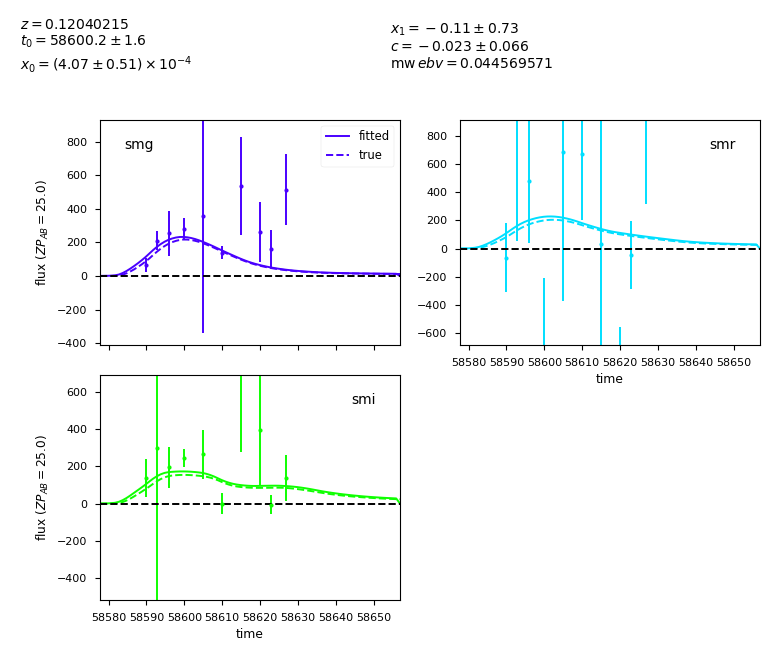 z = 0.12040215
t₀ = 58600.2 ± 1.6
x₀ = (4.07 ± 0.51) × 10⁻⁴
x₁ = −0.11 ± 0.73
c = −0.023 ± 0.066
mw ebv = 0.044569571
smg
fitted
true
800
600
400
200
0
−200
−400
flux (ZP_AB = 25.0)
smr
800
600
400
200
0
−200
−400
−600
58580 58590 58600 58610 58620 58630 58640 58650
time
smi
600
400
200
0
−200
−400
flux (ZP_AB = 25.0)
58580 58590 58600 58610 58620 58630 58640 58650
time